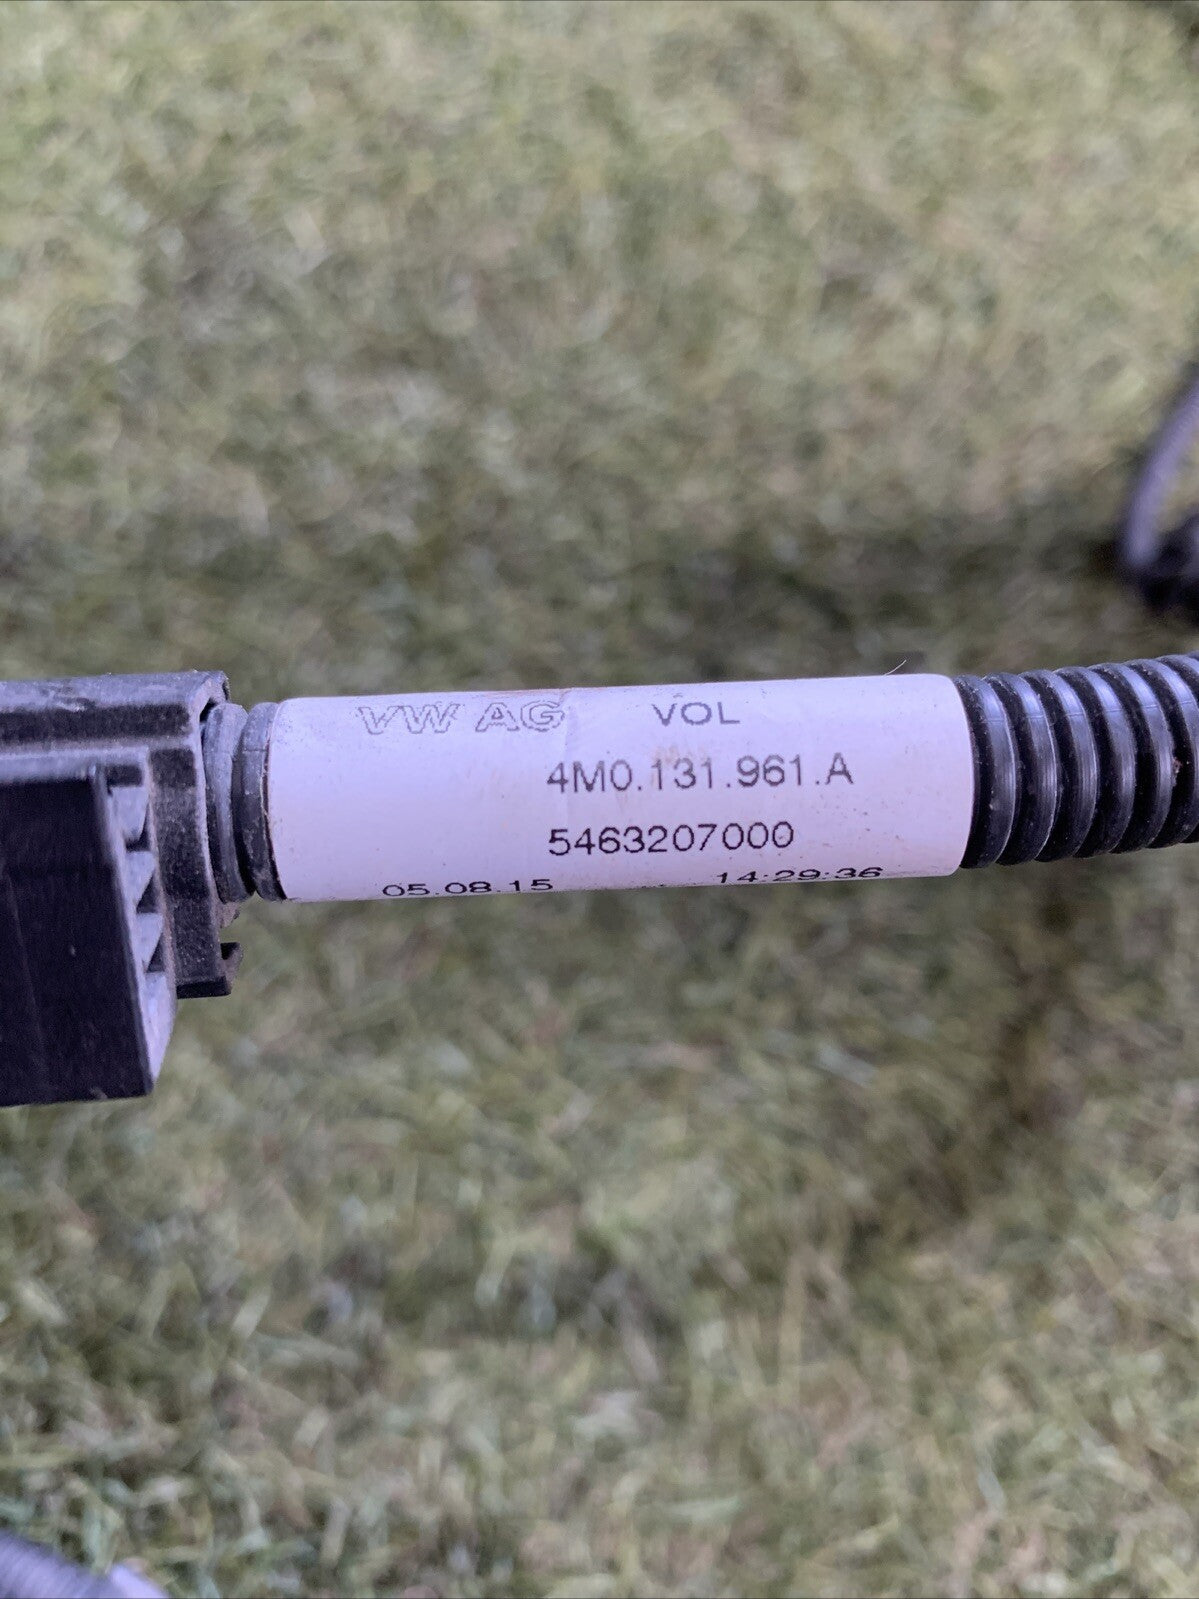 VW AG VOL
4M0.131.961.A
5463207000
05.08.15 14:29:36